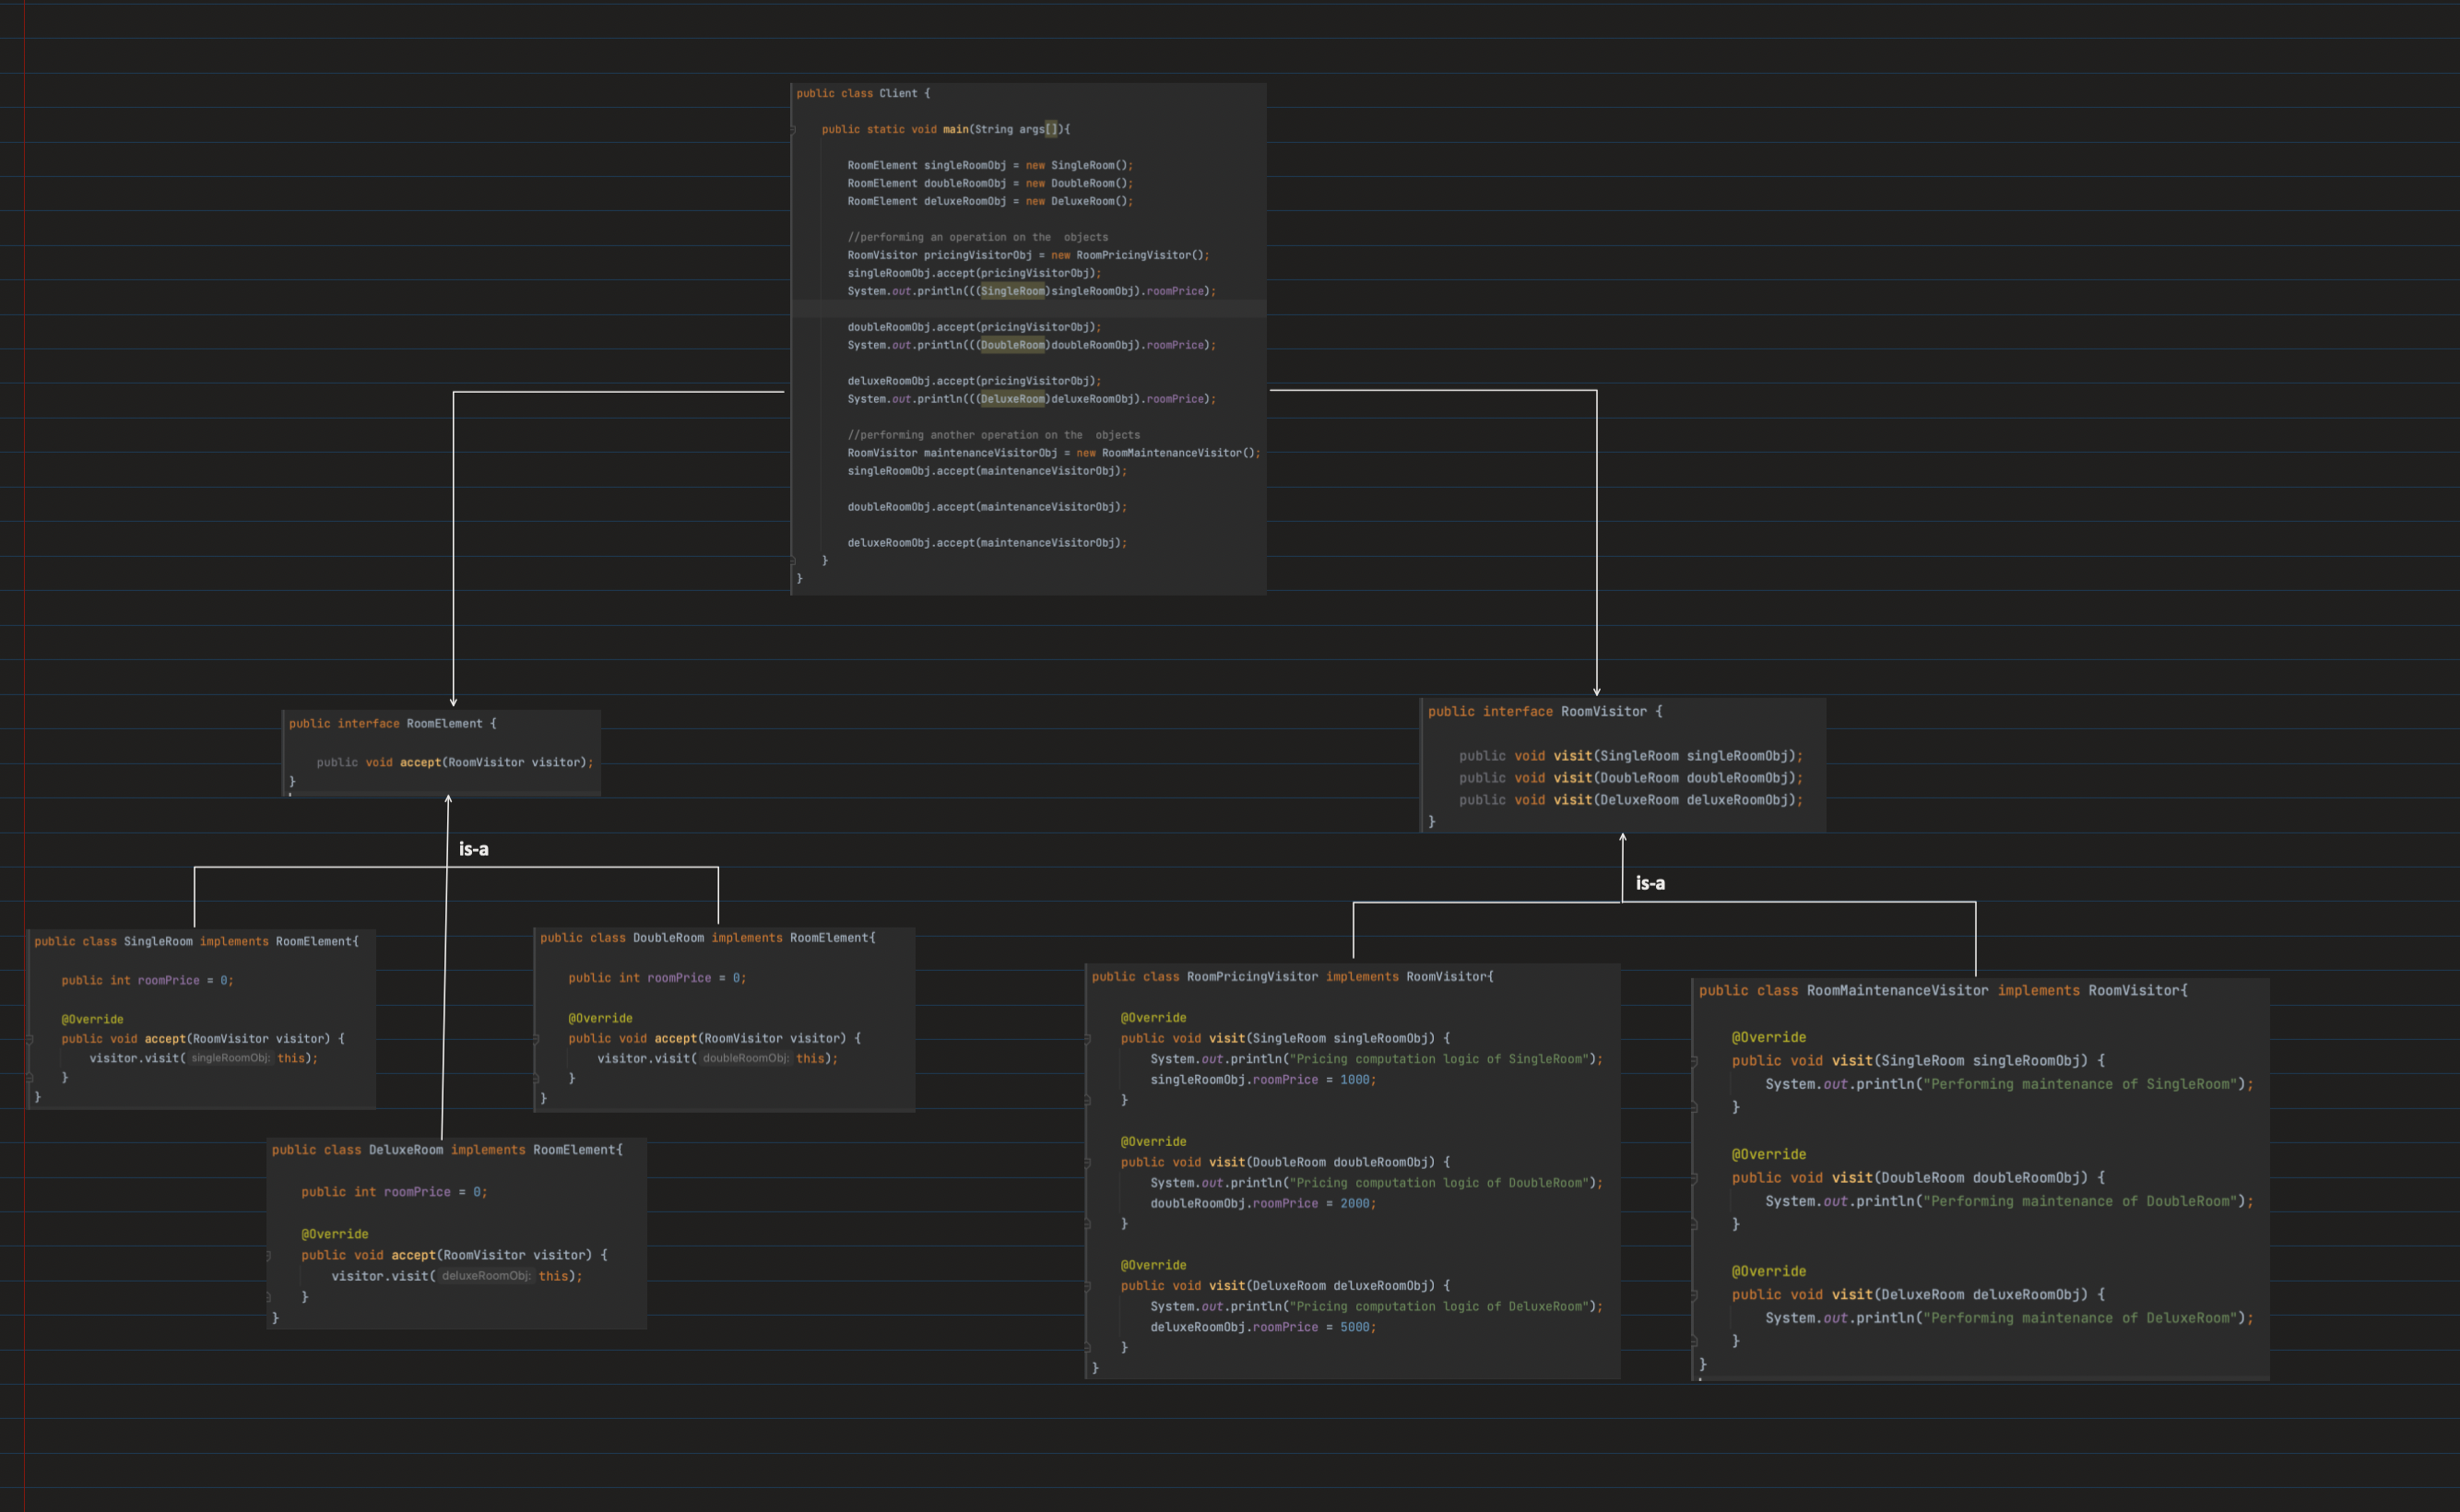 public class Client {
public static void main(String args[]){
RoomElement singleRoomObj = new SingleRoom();
RoomElement doubleRoomObj = new DoubleRoom();
RoomElement deluxeRoomObj = new DeluxeRoom();
//performing an operation on the  objects
RoomVisitor pricingVisitorObj = new RoomPricingVisitor();
singleRoomObj.accept(pricingVisitorObj);
System.out.println(((SingleRoom)singleRoomObj).roomPrice);
doubleRoomObj.accept(pricingVisitorObj);
System.out.println(((DoubleRoom)doubleRoomObj).roomPrice);
deluxeRoomObj.accept(pricingVisitorObj);
System.out.println(((DeluxeRoom)deluxeRoomObj).roomPrice);
//performing another operation on the  objects
RoomVisitor maintenanceVisitorObj = new RoomMaintenanceVisitor();
singleRoomObj.accept(maintenanceVisitorObj);
doubleRoomObj.accept(maintenanceVisitorObj);
deluxeRoomObj.accept(maintenanceVisitorObj);
}
}
public interface RoomElement {
public void accept(RoomVisitor visitor);
}
public interface RoomVisitor {
public void visit(SingleRoom singleRoomObj);
public void visit(DoubleRoom doubleRoomObj);
public void visit(DeluxeRoom deluxeRoomObj);
}
is-a
is-a
public class SingleRoom implements RoomElement{
public int roomPrice = 0;
@Override
public void accept(RoomVisitor visitor) {
visitor.visit( singleRoomObj: this);
}
}
public class DoubleRoom implements RoomElement{
public int roomPrice = 0;
@Override
public void accept(RoomVisitor visitor) {
visitor.visit( doubleRoomObj: this);
}
}
public class DeluxeRoom implements RoomElement{
public int roomPrice = 0;
@Override
public void accept(RoomVisitor visitor) {
visitor.visit( deluxeRoomObj: this);
}
}
public class RoomPricingVisitor implements RoomVisitor{
@Override
public void visit(SingleRoom singleRoomObj) {
System.out.println("Pricing computation logic of SingleRoom");
singleRoomObj.roomPrice = 1000;
}
@Override
public void visit(DoubleRoom doubleRoomObj) {
System.out.println("Pricing computation logic of DoubleRoom");
doubleRoomObj.roomPrice = 2000;
}
@Override
public void visit(DeluxeRoom deluxeRoomObj) {
System.out.println("Pricing computation logic of DeluxeRoom");
deluxeRoomObj.roomPrice = 5000;
}
}
public class RoomMaintenanceVisitor implements RoomVisitor{
@Override
public void visit(SingleRoom singleRoomObj) {
System.out.println("Performing maintenance of SingleRoom");
}
@Override
public void visit(DoubleRoom doubleRoomObj) {
System.out.println("Performing maintenance of DoubleRoom");
}
@Override
public void visit(DeluxeRoom deluxeRoomObj) {
System.out.println("Performing maintenance of DeluxeRoom");
}
}